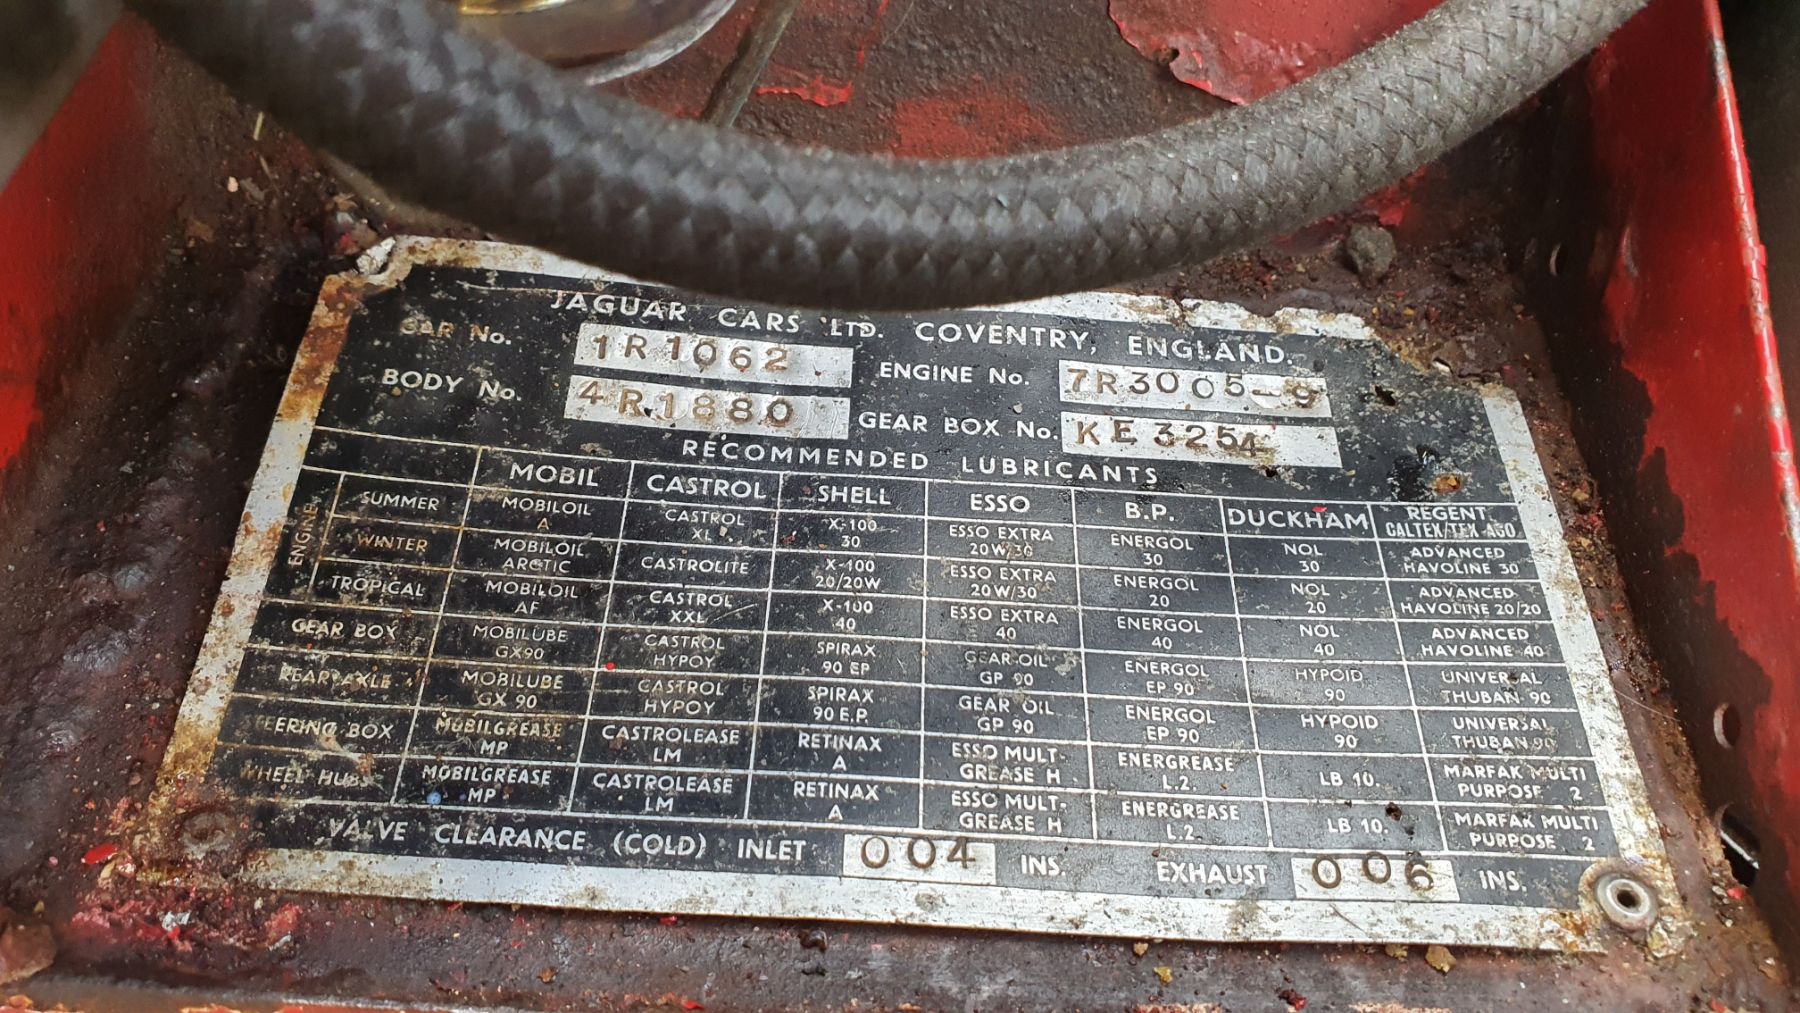 JAGUAR CARS LTD. COVENTRY, ENGLAND.
CAR No. 1R1062 ENGINE No. 7R3005-9
BODY No. 4R1880 GEAR BOX No. KE3254
RECOMMENDED LUBRICANTS
MOBIL CASTROL SHELL ESSO B.P. DUCKHAM REGENT CALTEX/TEXACO
ENGINE
SUMMER MOBILOIL A CASTROL XL X-100 30 ESSO EXTRA 20W/30 ENERGOL 30 NOL 30 ADVANCED HAVOLINE 30
WINTER MOBILOIL ARCTIC CASTROLITE X-100 20/20W ESSO EXTRA 20W/30 ENERGOL 20 NOL 20 ADVANCED HAVOLINE 20/20
TROPICAL MOBILOIL AF CASTROL XXL X-100 40 ESSO EXTRA 40 ENERGOL 40 NOL 40 ADVANCED HAVOLINE 40
GEAR BOX MOBILUBE GX90 CASTROL HYPOY SPIRAX 90 EP GEAR OIL GP 90 ENERGOL EP 90 HYPOID 90 UNIVERSAL THUBAN 90
REAR AXLE MOBILUBE GX 90 CASTROL HYPOY SPIRAX 90 E.P. GEAR OIL GP 90 ENERGOL EP 90 HYPOID 90 UNIVERSAL THUBAN 90
STEERING BOX MOBILGREASE MP CASTROLEASE LM RETINAX A ESSO MULT- GREASE H ENERGREASE L.2. LB 10. MARFAK MULTI PURPOSE 2
WHEEL HUBS MOBILGREASE MP CASTROLEASE LM RETINAX A ESSO MULT- GREASE H ENERGREASE L.2. LB 10. MARFAK MULTI PURPOSE 2
VALVE CLEARANCE (COLD) INLET 004 INS. EXHAUST 006 INS.